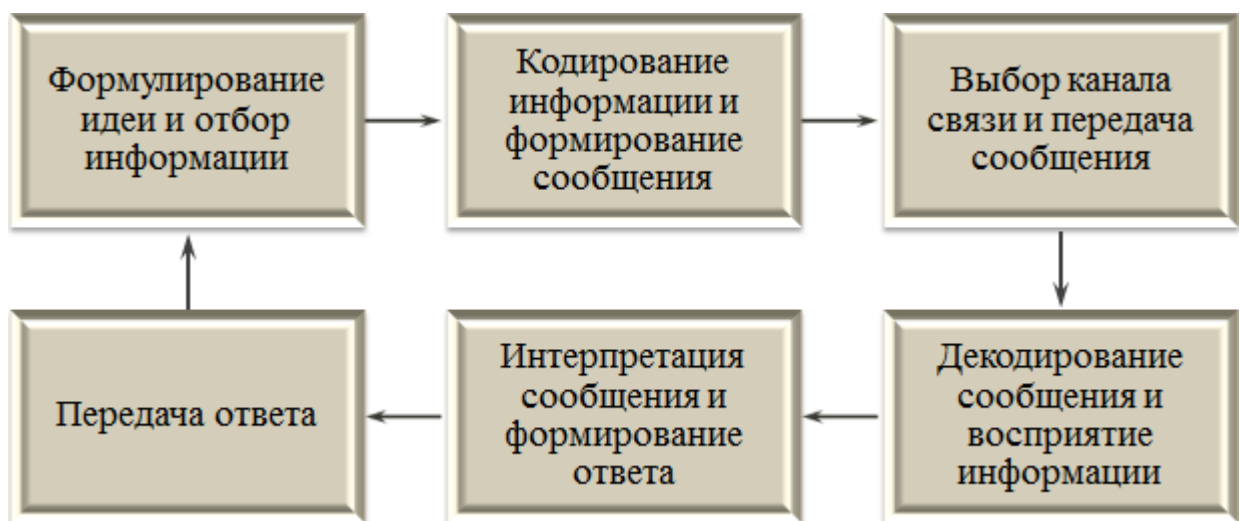 Формулирование
идеи и отбор
информации
Кодирование
информации и
формирование
сообщения
Выбор канала
связи и передача
сообщения
Передача ответа
Интерпретация
сообщения и
формирование
ответа
Декодирование
сообщения и
восприятие
информации